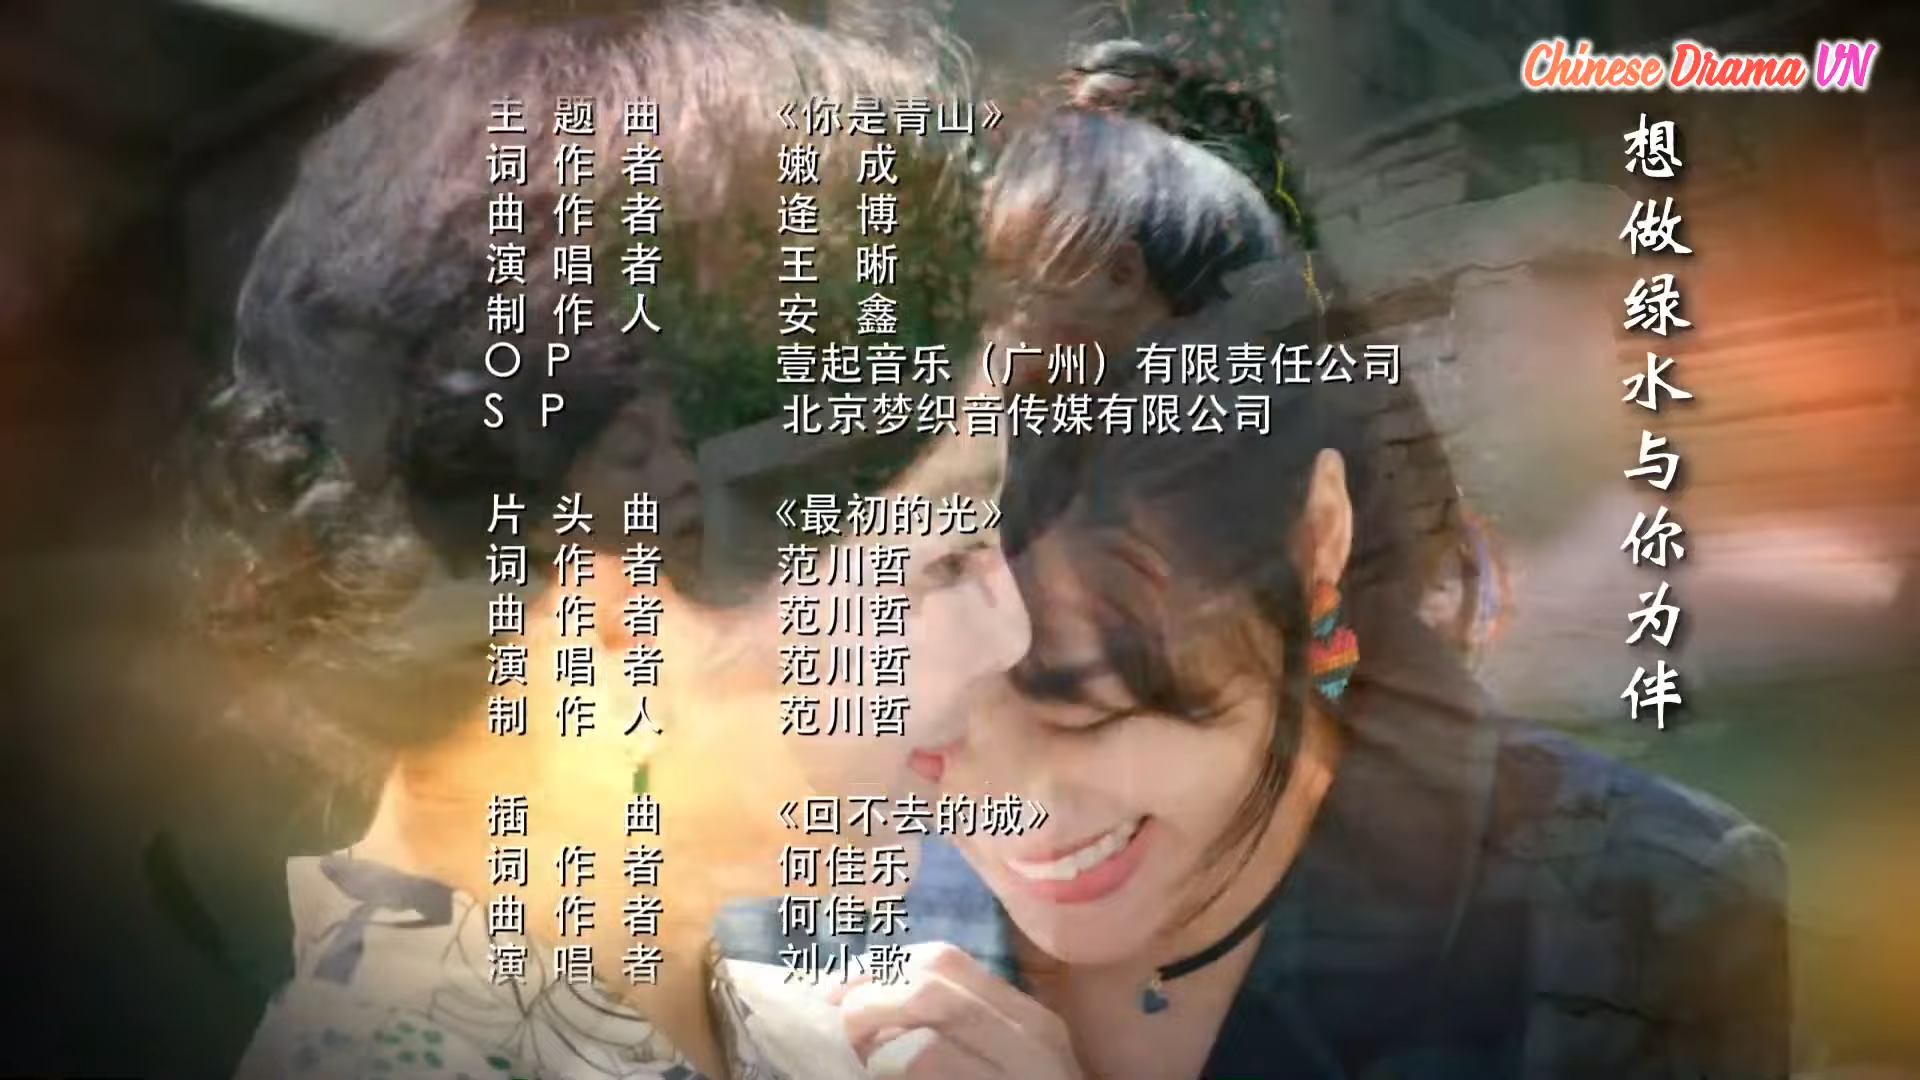 Chinese Drama VN
主题曲 《你是青山》
词作者 嫩成
曲作者 逄博
演唱者 王晰
制作人 安鑫
OP 壹起音乐（广州）有限责任公司
SP 北京梦织音传媒有限公司
片头曲 《最初的光》
词作者 范川哲
曲作者 范川哲
演唱者 范川哲
制作人 范川哲
插曲 《回不去的城》
词作者 何佳乐
曲作者 何佳乐
演唱者 刘小歌
想做绿水与你为伴